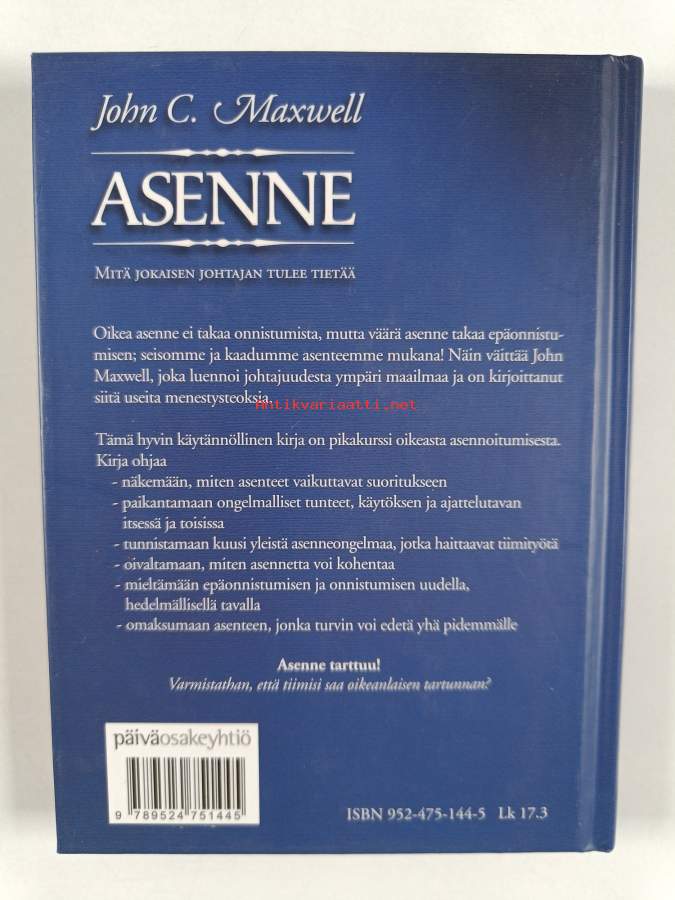 John C. Maxwell
ASENNE
MITÄ JOKAISEN JOHTAJAN TULEE TIETÄÄ
Oikea asenne ei takaa onnistumista, mutta väärä asenne takaa epäonnistu-
misen; seisomme ja kaadumme asenteemme mukana! Näin väittää John
Maxwell, joka luennoi johtajuudesta ympäri maailmaa ja on kirjoittanut
siitä useita menestysteoksia.
Antikvariaatti.net
Tämä hyvin käytännöllinen kirja on pikakurssi oikeasta asennoitumisesta.
Kirja ohjaa
- näkemään, miten asenteet vaikuttavat suoritukseen
- paikantamaan ongelmalliset tunteet, käytöksen ja ajattelutavan
itsessä ja toisissa
- tunnistamaan kuusi yleistä asenneongelmaa, jotka haittaavat tiimityötä
- oivaltamaan, miten asennetta voi kohentaa
- mieltämään epäonnistumisen ja onnistumisen uudella,
hedelmällisellä tavalla
- omaksumaan asenteen, jonka turvin voi edetä yhä pidemmälle
Asenne tarttuu!
Varmistathan, että tiimisi saa oikeanlaisen tartunnan?
päiväosakeyhtiö
9 789524 751445
ISBN 952-475-144-5 Lk 17.3